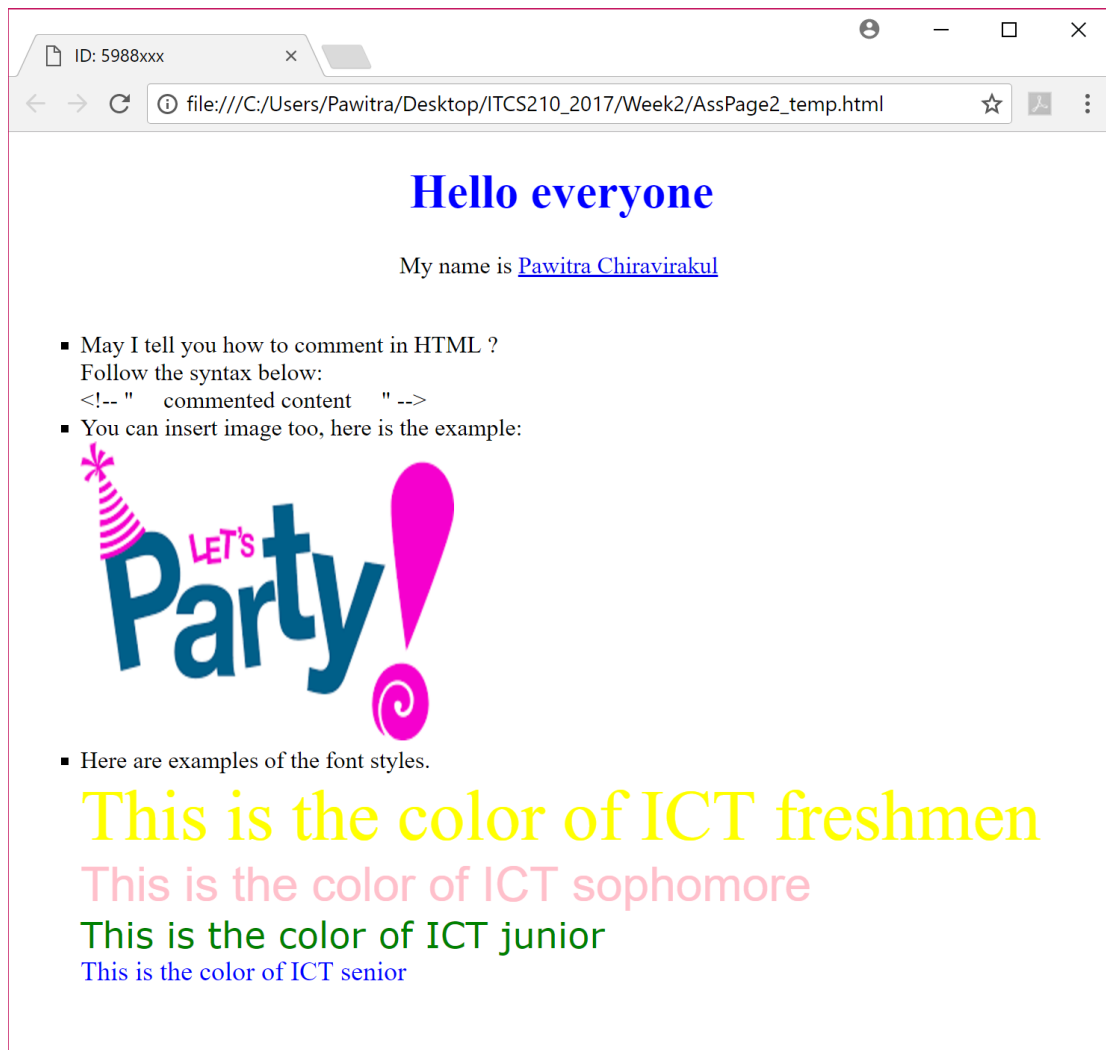 ID: 5988xxx
file:///C:/Users/Pawitra/Desktop/ITCS210_2017/Week2/AssPage2_temp.html
Hello everyone
My name is Pawitra Chiravirakul
May I tell you how to comment in HTML ?
Follow the syntax below:
<!-- "     commented content     " -->
You can insert image too, here is the example:
LET'S
Party!
Here are examples of the font styles.
This is the color of ICT freshmen
This is the color of ICT sophomore
This is the color of ICT junior
This is the color of ICT senior